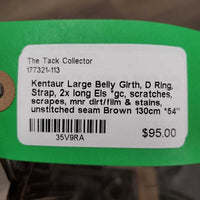 The Tack Collector
177321-113
Kentaur Large Belly Girth, D Ring,
Strap, 2x long Els *gc, scratches,
scrapes, mnr dirt/film & stains,
unstitched seam Brown 130cm *54"
$95.00
35V9RA